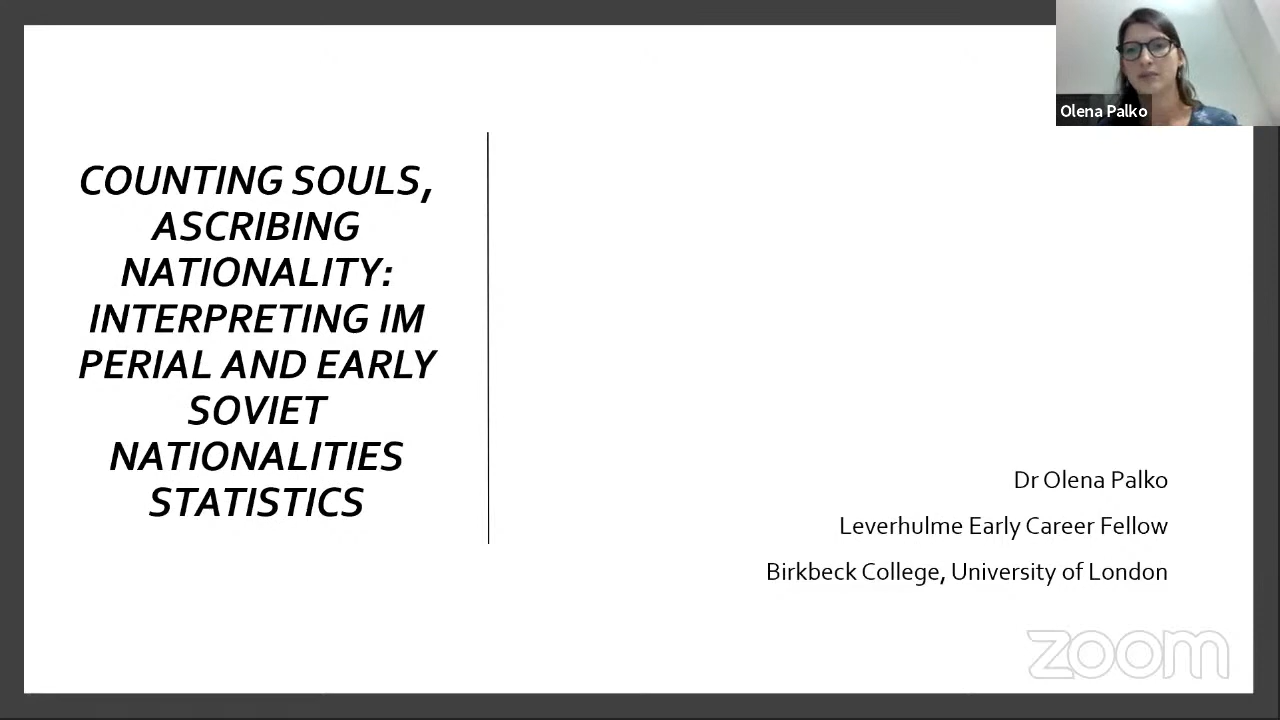 COUNTING SOULS,
ASCRIBING
NATIONALITY:
INTERPRETING IM
PERIAL AND EARLY
SOVIET
NATIONALITIES
STATISTICS
Olena Palko
Dr Olena Palko
Leverhulme Early Career Fellow
Birkbeck College, University of London
zoom